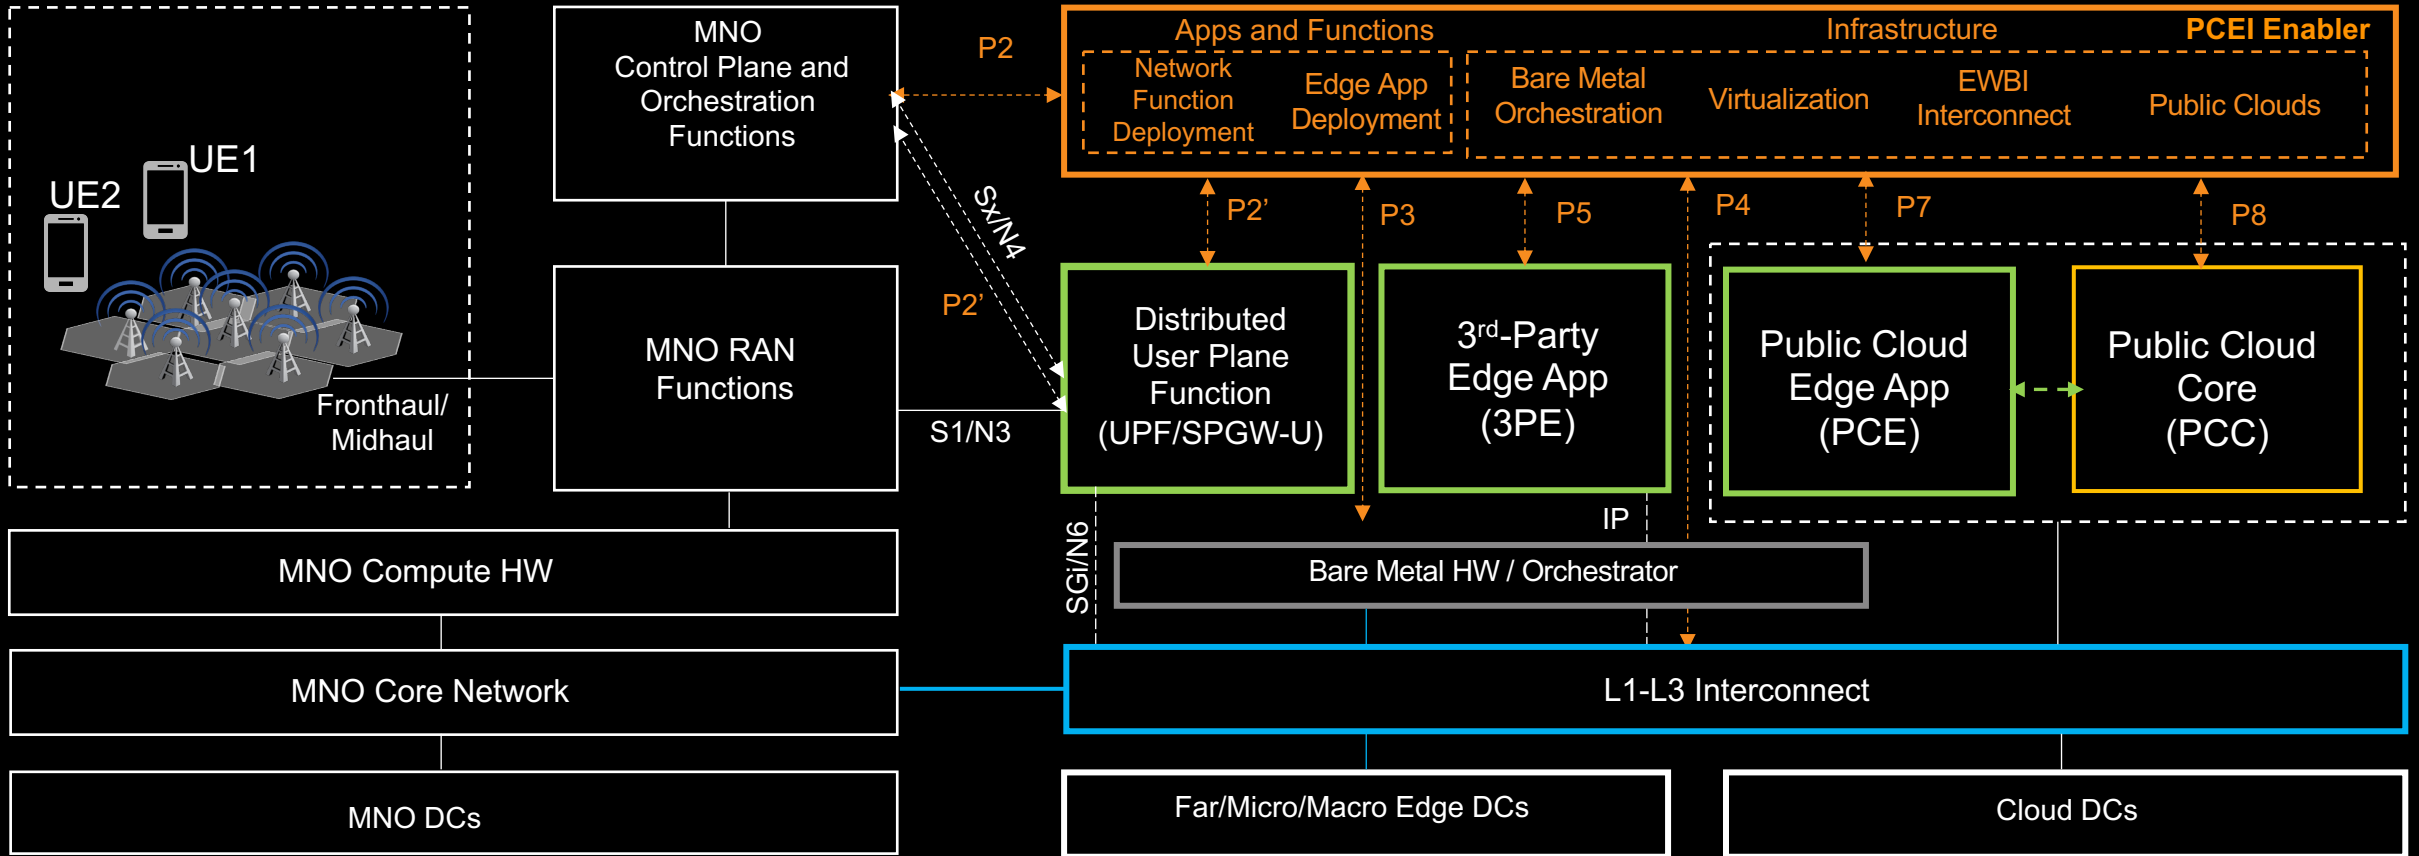 MNO
Control Plane and
Orchestration
Functions
P2
Apps and Functions
Infrastructure
PCEI Enabler
Network
Function
Deployment
Edge App
Deployment
Bare Metal
Orchestration
Virtualization
EWBI
Interconnect
Public Clouds
UE1
UE2
Sx/N4
P2’
P2’
P3
P5
P4
P7
P8
Fronthaul/
Midhaul
MNO RAN
Functions
S1/N3
Distributed
User Plane
Function
(UPF/SPGW-U)
3rd-Party
Edge App
(3PE)
Public Cloud
Edge App
(PCE)
Public Cloud
Core
(PCC)
SGi/N6
IP
MNO Compute HW
Bare Metal HW / Orchestrator
MNO Core Network
L1-L3 Interconnect
MNO DCs
Far/Micro/Macro Edge DCs
Cloud DCs